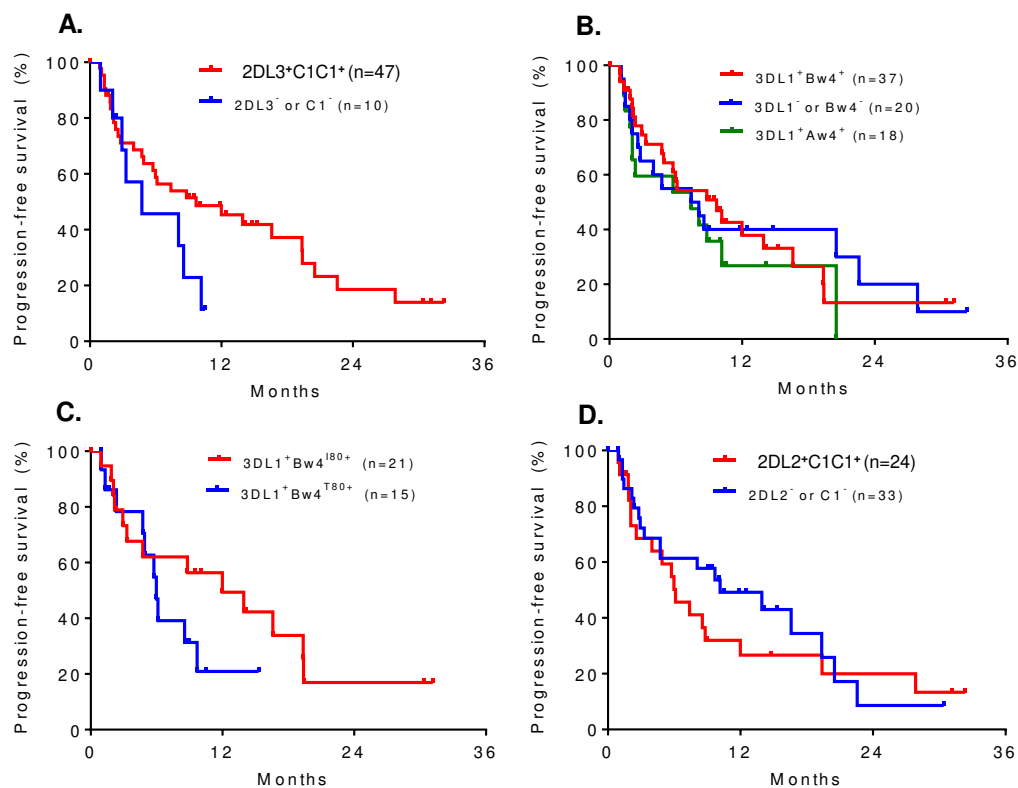 A.
Progression-free survival (%)
100
80
60
40
20
0
2DL3⁺C1C1⁺ (n=47)
2DL3⁻ or C1⁻ (n=10)
0 12 24 36
Months
B.
Progression-free survival (%)
100
80
60
40
20
0
3DL1⁺Bw4⁺ (n=37)
3DL1⁻ or Bw4⁻ (n=20)
3DL1⁺Aw4⁺ (n=18)
0 12 24 36
Months
C.
Progression-free survival (%)
100
80
60
40
20
0
3DL1⁺Bw4ᴵ⁸⁰⁺ (n=21)
3DL1⁺Bw4ᵀ⁸⁰⁺ (n=15)
0 12 24 36
Months
D.
Progression-free survival (%)
100
80
60
40
20
0
2DL2⁺C1C1⁺ (n=24)
2DL2⁻ or C1⁻ (n=33)
0 12 24 36
Months